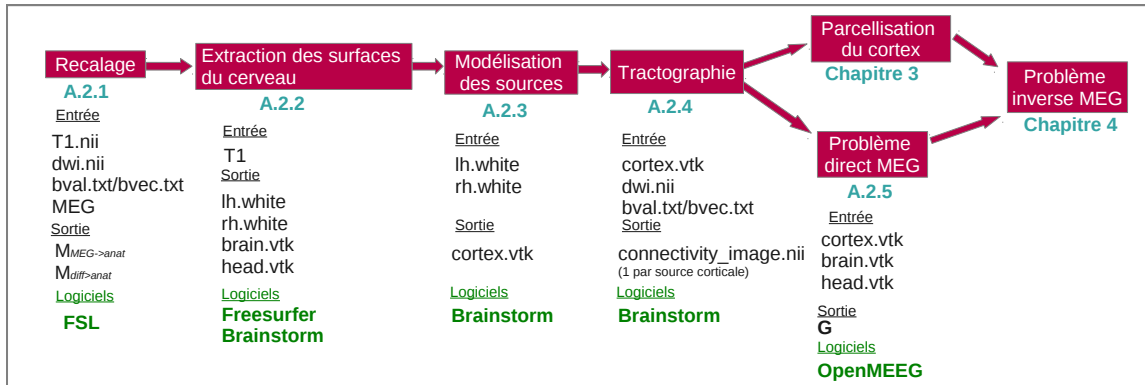 Recalage
A.2.1
Entrée
T1.nii
dwi.nii
bval.txt/bvec.txt
MEG
Sortie
MMEG->anat
Mdiff>anat
Logiciels
FSL
Extraction des surfaces
du cerveau
A.2.2
Entrée
T1
Sortie
lh.white
rh.white
brain.vtk
head.vtk
Logiciels
Freesurfer
Brainstorm
Modélisation
des sources
A.2.3
Entrée
lh.white
rh.white
Sortie
cortex.vtk
Logiciels
Brainstorm
Tractographie
A.2.4
Entrée
cortex.vtk
dwi.nii
bval.txt/bvec.txt
Sortie
connectivity_image.nii
(1 par source corticale)
Logiciels
Brainstorm
Parcellisation
du cortex
Chapitre 3
Problème
direct MEG
A.2.5
Entrée
cortex.vtk
brain.vtk
head.vtk
Sortie
G
Logiciels
OpenMEEG
Problème
inverse MEG
Chapitre 4